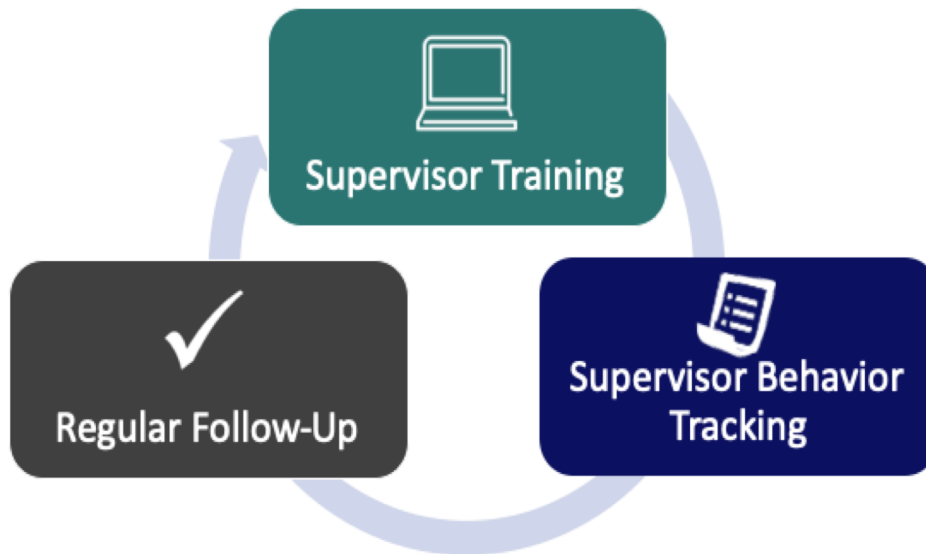 Supervisor Training
Supervisor Behavior
Tracking
Regular Follow-Up